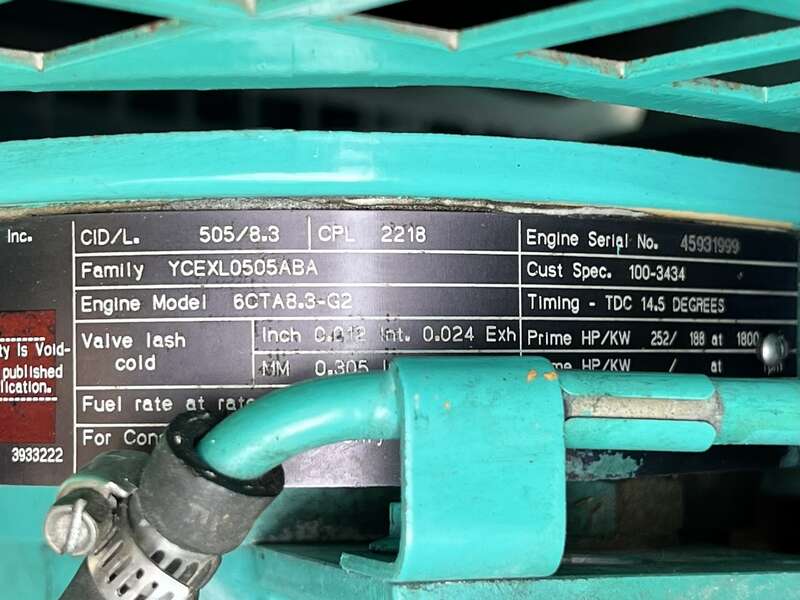 Inc.
CID/L. 505/8.3 CPL 2218
Engine Serial No. 45931999
Family YCEXL0505ABA
Cust Spec. 100-3434
Engine Model 6CTA8.3-G2
Timing - TDC 14.5 DEGREES
Valve lash cold
Inch 0.012 Int. 0.024 Exh
Prime HP/KW 252/ 188 at 1800
MM 0.305
HP/KW / at
ty Is Void-
published
lication.
Fuel rate at
For
3933222